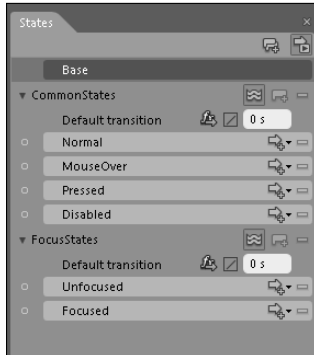 States
Base
CommonStates
Default transition 0 s
Normal
MouseOver
Pressed
Disabled
FocusStates
Default transition 0 s
Unfocused
Focused